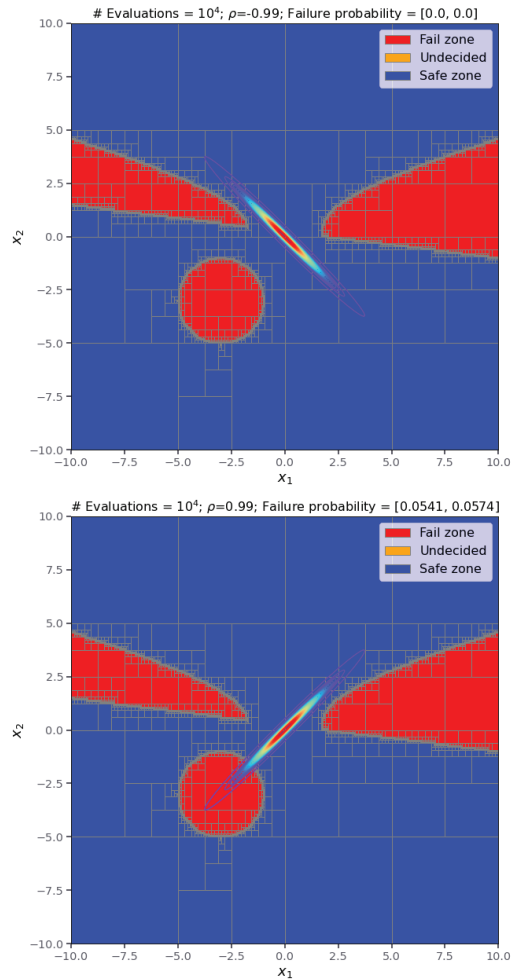 # Evaluations = 10⁴; ρ=-0.99; Failure probability = [0.0, 0.0]
Fail zone
Undecided
Safe zone
10.0
7.5
5.0
2.5
0.0
−2.5
−5.0
−7.5
−10.0
x₂
−10.0 −7.5 −5.0 −2.5 0.0 2.5 5.0 7.5 10.0
x₁
# Evaluations = 10⁴; ρ=0.99; Failure probability = [0.0541, 0.0574]
Fail zone
Undecided
Safe zone
10.0
7.5
5.0
2.5
0.0
−2.5
−5.0
−7.5
−10.0
x₂
−10.0 −7.5 −5.0 −2.5 0.0 2.5 5.0 7.5 10.0
x₁